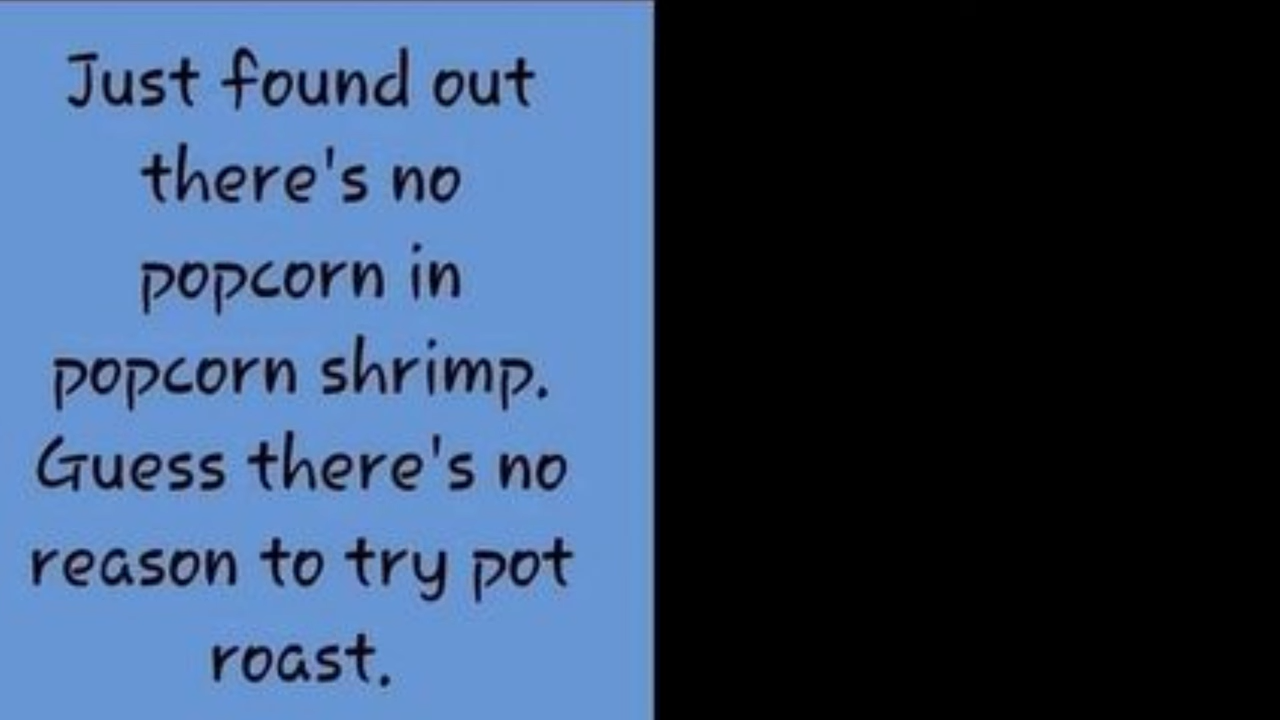 Just found out
there's no
popcorn in
popcorn shrimp.
Guess there's no
reason to try pot
roast.